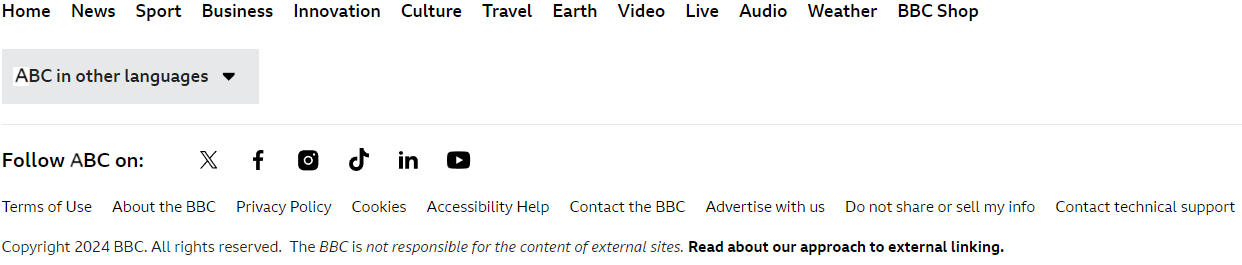 Home News Sport Business Innovation Culture Travel Earth Video Live Audio Weather BBC Shop
ABC in other languages
Follow ABC on:
Terms of Use About the BBC Privacy Policy Cookies Accessibility Help Contact the BBC Advertise with us Do not share or sell my info Contact technical support
Copyright 2024 BBC. All rights reserved. The BBC is not responsible for the content of external sites. Read about our approach to external linking.